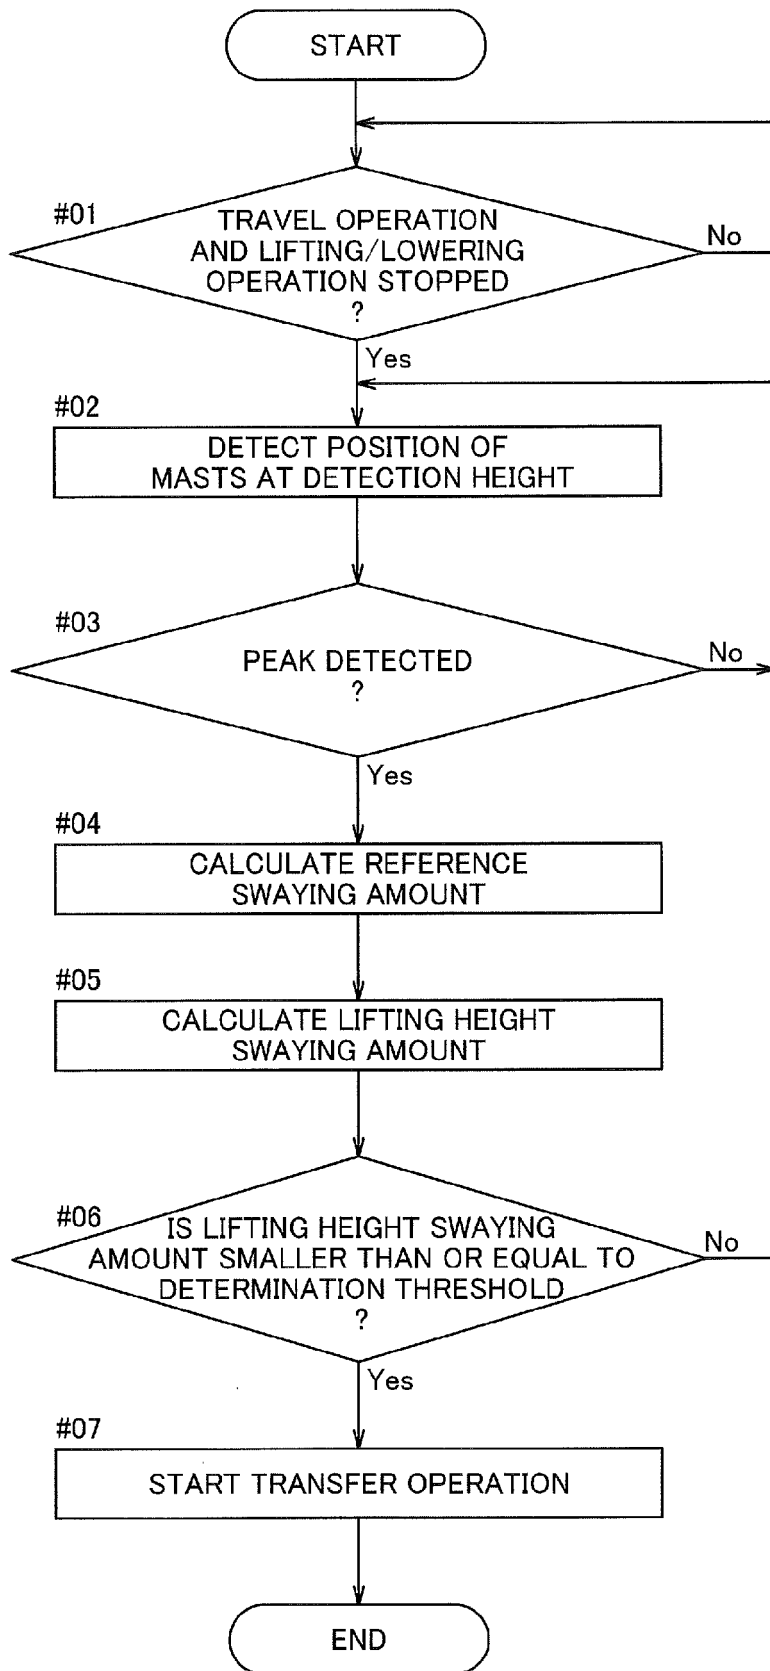 START
#01
TRAVEL OPERATION
AND LIFTING/LOWERING
OPERATION STOPPED
?
No
Yes
#02
DETECT POSITION OF
MASTS AT DETECTION HEIGHT
#03
PEAK DETECTED
?
No
Yes
#04
CALCULATE REFERENCE
SWAYING AMOUNT
#05
CALCULATE LIFTING HEIGHT
SWAYING AMOUNT
#06
IS LIFTING HEIGHT SWAYING
AMOUNT SMALLER THAN OR EQUAL TO
DETERMINATION THRESHOLD
?
No
Yes
#07
START TRANSFER OPERATION
END